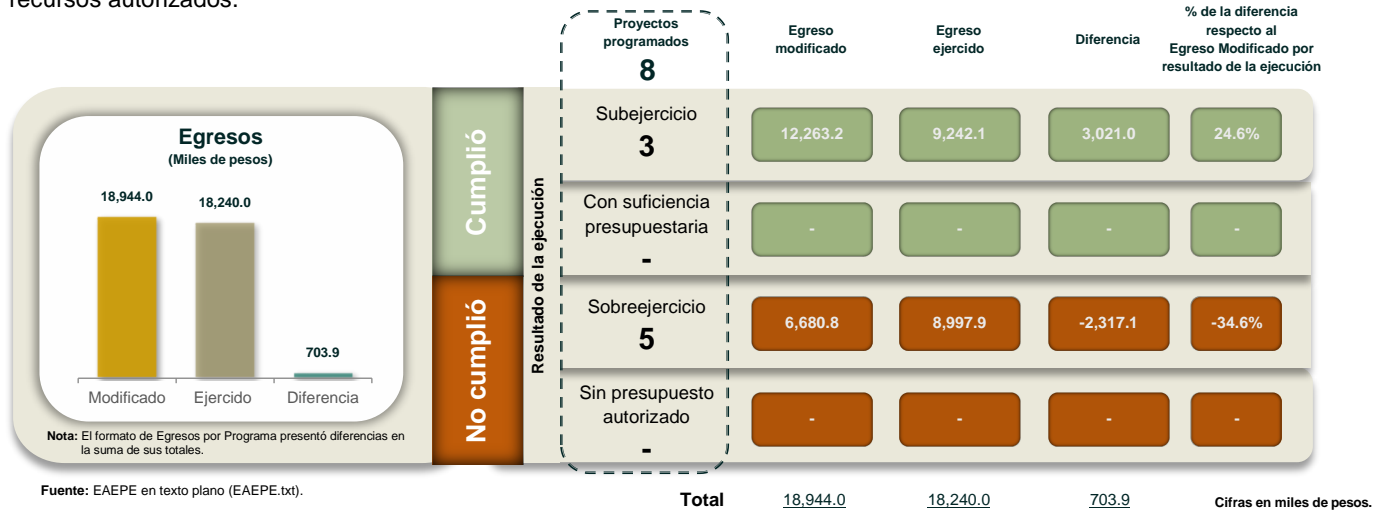 recursos autorizados.
Proyectos
programados
8
Egreso
modificado
Egreso
ejercido
Diferencia
% de la diferencia
respecto al
Egreso Modificado por
resultado de la ejecución
Egresos
(Miles de pesos)
18,944.0
18,240.0
703.9
Modificado
Ejercido
Diferencia
Nota: El formato de Egresos por Programa presentó diferencias en
la suma de sus totales.
Cumplió
No cumplió
Resultado de la ejecución
Subejercicio
3
12,263.2
9,242.1
3,021.0
24.6%
Con suficiencia
presupuestaria
-
-
-
-
-
Sobreejercicio
5
6,680.8
8,997.9
-2,317.1
-34.6%
Sin presupuesto
autorizado
-
-
-
-
-
Fuente: EAEPE en texto plano (EAEPE.txt).
Total
18,944.0
18,240.0
703.9
Cifras en miles de pesos.